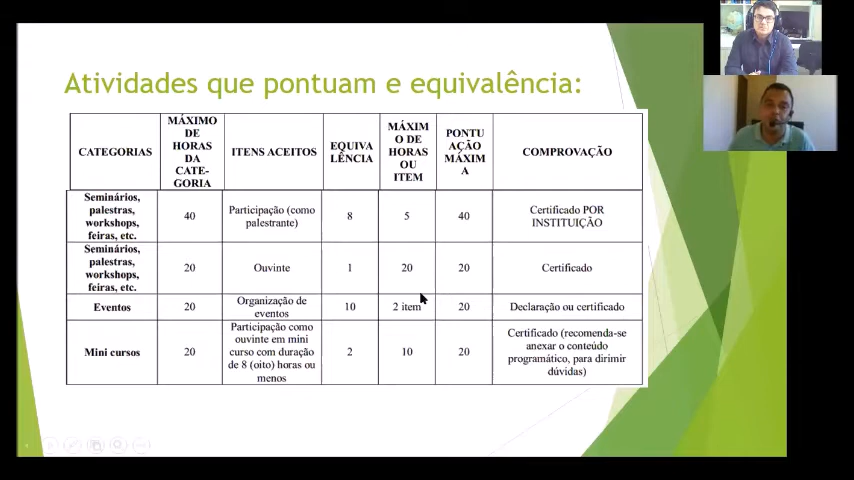 Atividades que pontuam e equivalência:
CATEGORIAS
MÁXIMO
DE
HORAS
DA
CATE-
GORIA
ITENS ACEITOS
EQUIVA
LÊNCIA
MÁXIM
O DE
HORAS
OU
ITEM
PONTU
AÇÃO
MÁXIM
A
COMPROVAÇÃO
Seminários,
palestras,
workshops,
feiras, etc.
40
Participação (como
palestrante)
8
5
40
Certificado POR
INSTITUIÇÃO
Seminários,
palestras,
workshops,
feiras, etc.
20
Ouvinte
1
20
20
Certificado
Eventos
20
Organização de
eventos
10
2 item
20
Declaração ou certificado
Mini cursos
20
Participação como
ouvinte em mini
curso com duração
de 8 (oito) horas ou
menos
2
10
20
Certificado (recomenda-se
anexar o conteúdo
programático, para dirimir
dúvidas)